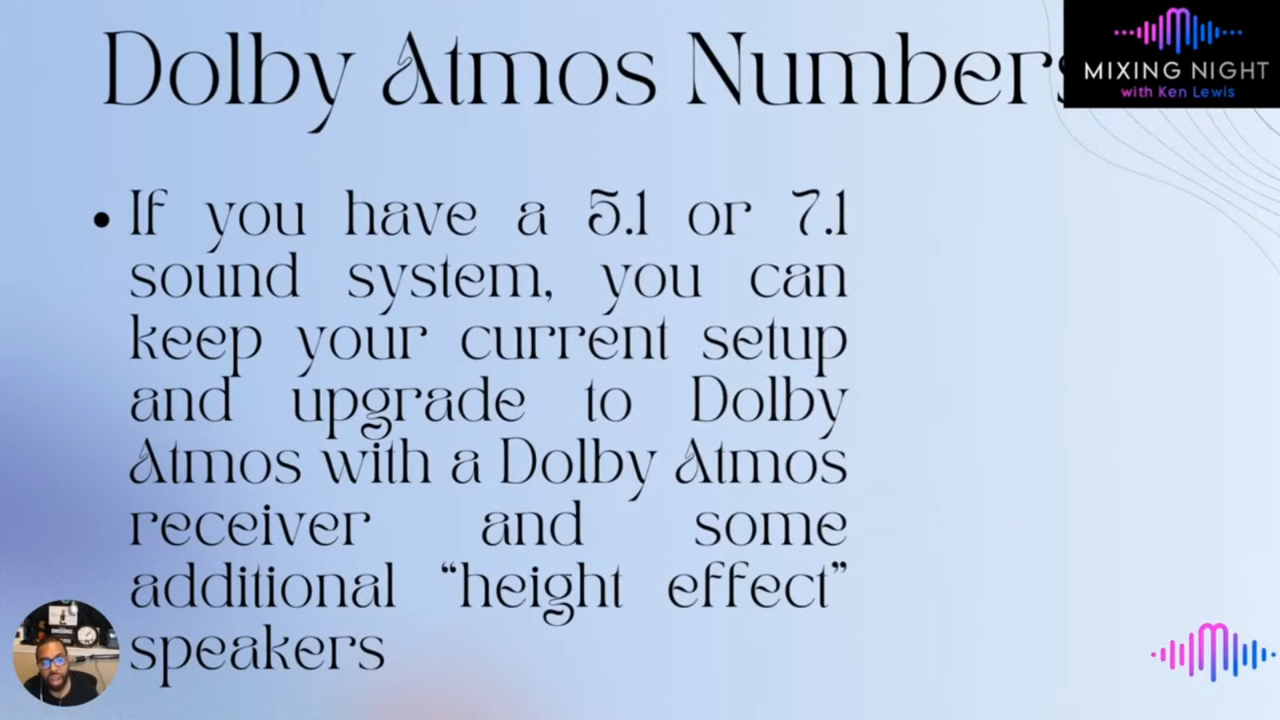 Dolby Atmos Numbers
MIXING NIGHT
with Ken Lewis
• If you have a 5.1 or 7.1
sound system, you can
keep your current setup
and upgrade to Dolby
Atmos with a Dolby Atmos
receiver and some
additional “height effect”
speakers